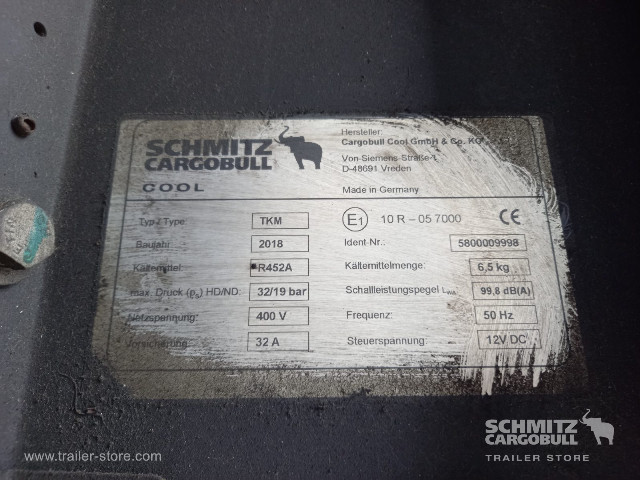 SCHMITZ
CARGOBULL
COOL
Hersteller:
Cargobull Cool GmbH & Co. KG
Von-Siemens Straße
D-48691 Vreden
Made in Germany
Typ / Type: TKM
E1 10 R – 05 7000 CE
Baujahr: 2018 Ident-Nr.: 5800009998
Kältemittel: R452A Kältemittelmenge: 6,5 kg
max. Druck (ps) HD/ND: 32/19 bar Schallleistungspegel LWA 99,8 dB(A)
Netzspannung: 400 V Frequenz: 50 Hz
Vorsicherung: 32 A Steuerspannung: 12V DC
www.trailer-store.com
SCHMITZ
CARGOBULL
TRAILER STORE